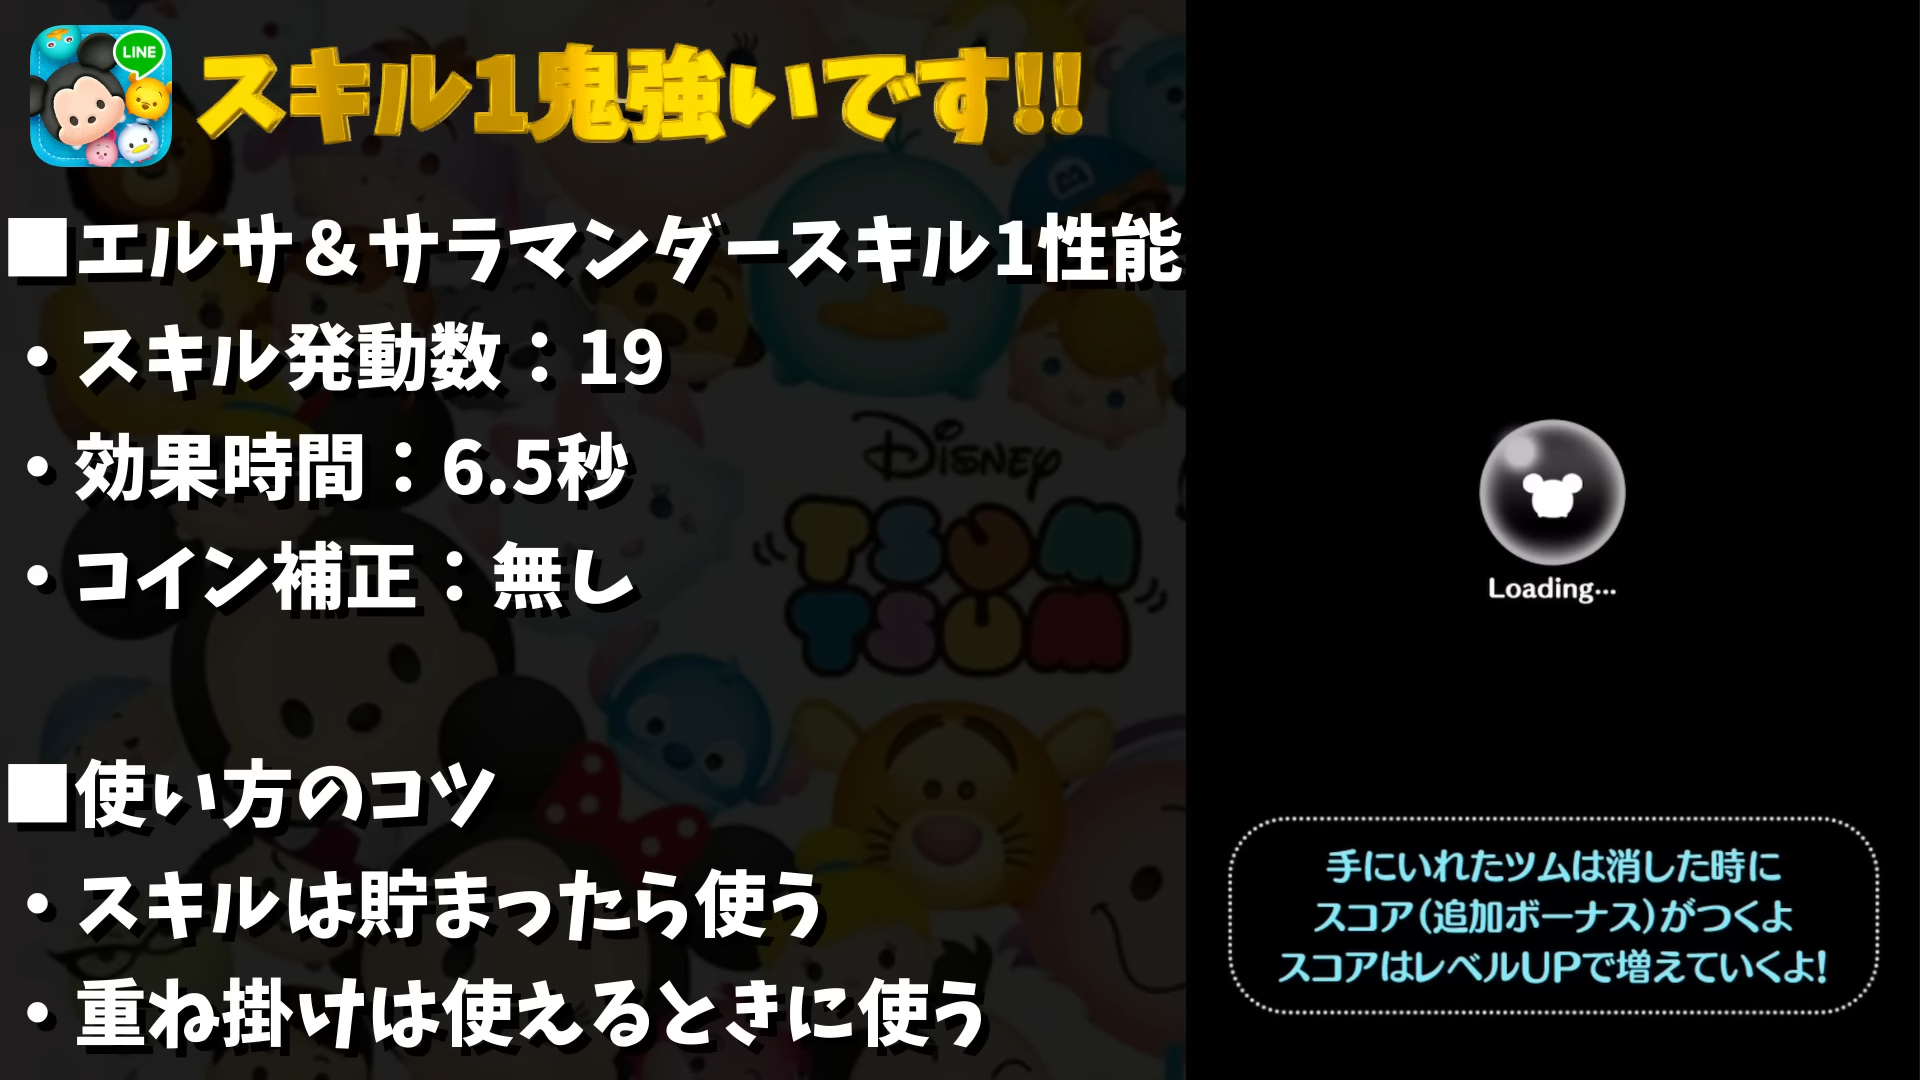 LINE
スキル1鬼強いです!!
■エルサ＆サラマンダースキル1性能
・スキル発動数：19
・効果時間：6.5秒
・コイン補正：無し
Disney
TSUM
TSUM
■使い方のコツ
・スキルは貯まったら使う
・重ね掛けは使えるときに使う
Loading…
手にいれたツムは消した時に
スコア(追加ボーナス)がつくよ
スコアはレベルUPで増えていくよ!